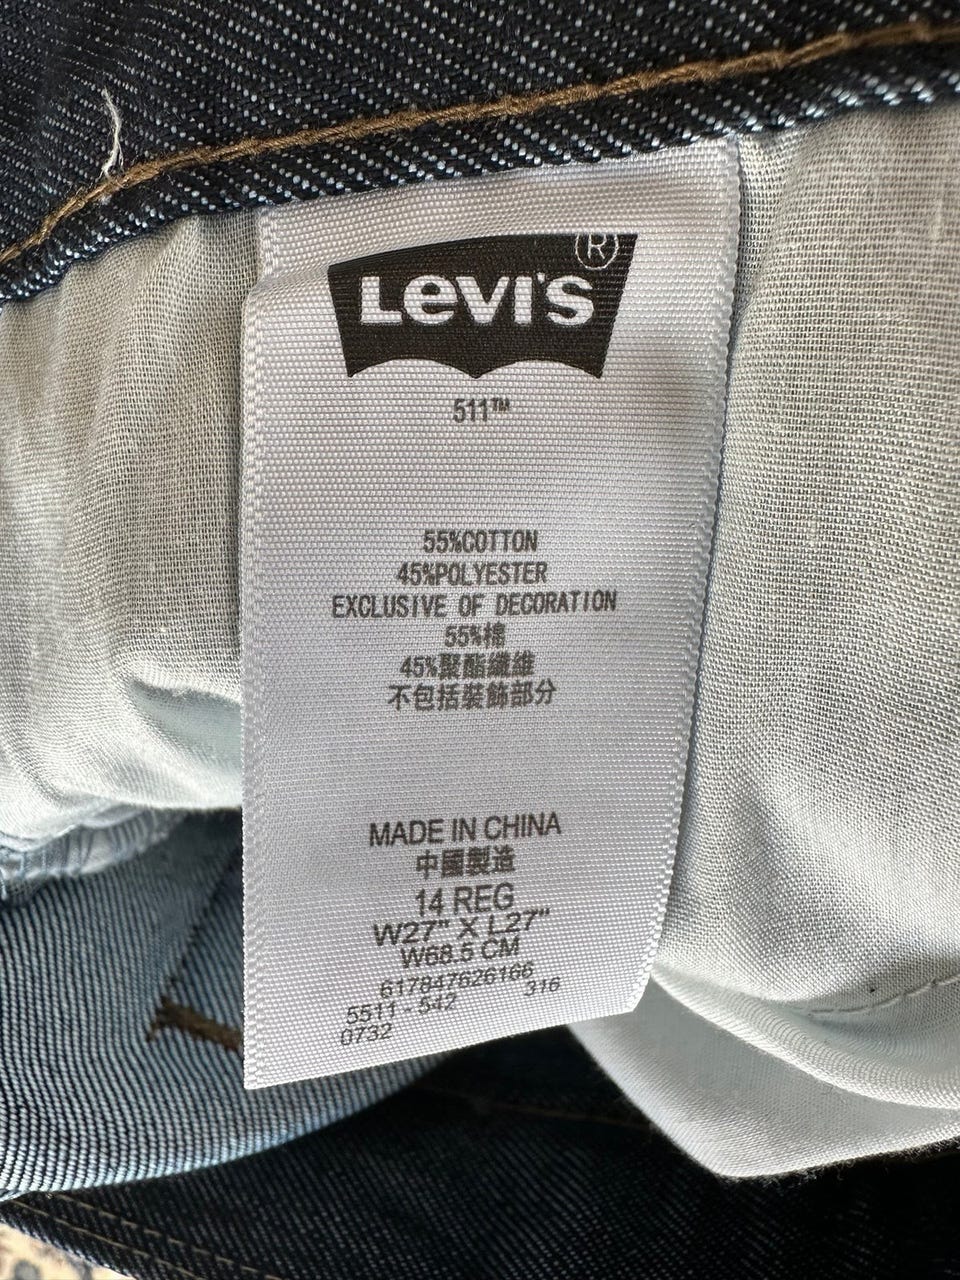 LEVI'S ®
511™
55%COTTON
45%POLYESTER
EXCLUSIVE OF DECORATION
55%棉
45%聚酯纖維
不包括裝飾部分
MADE IN CHINA
中國製造
14 REG
W27" X L27"
W68.5 CM
617847626166
5511 - 542 316
0732